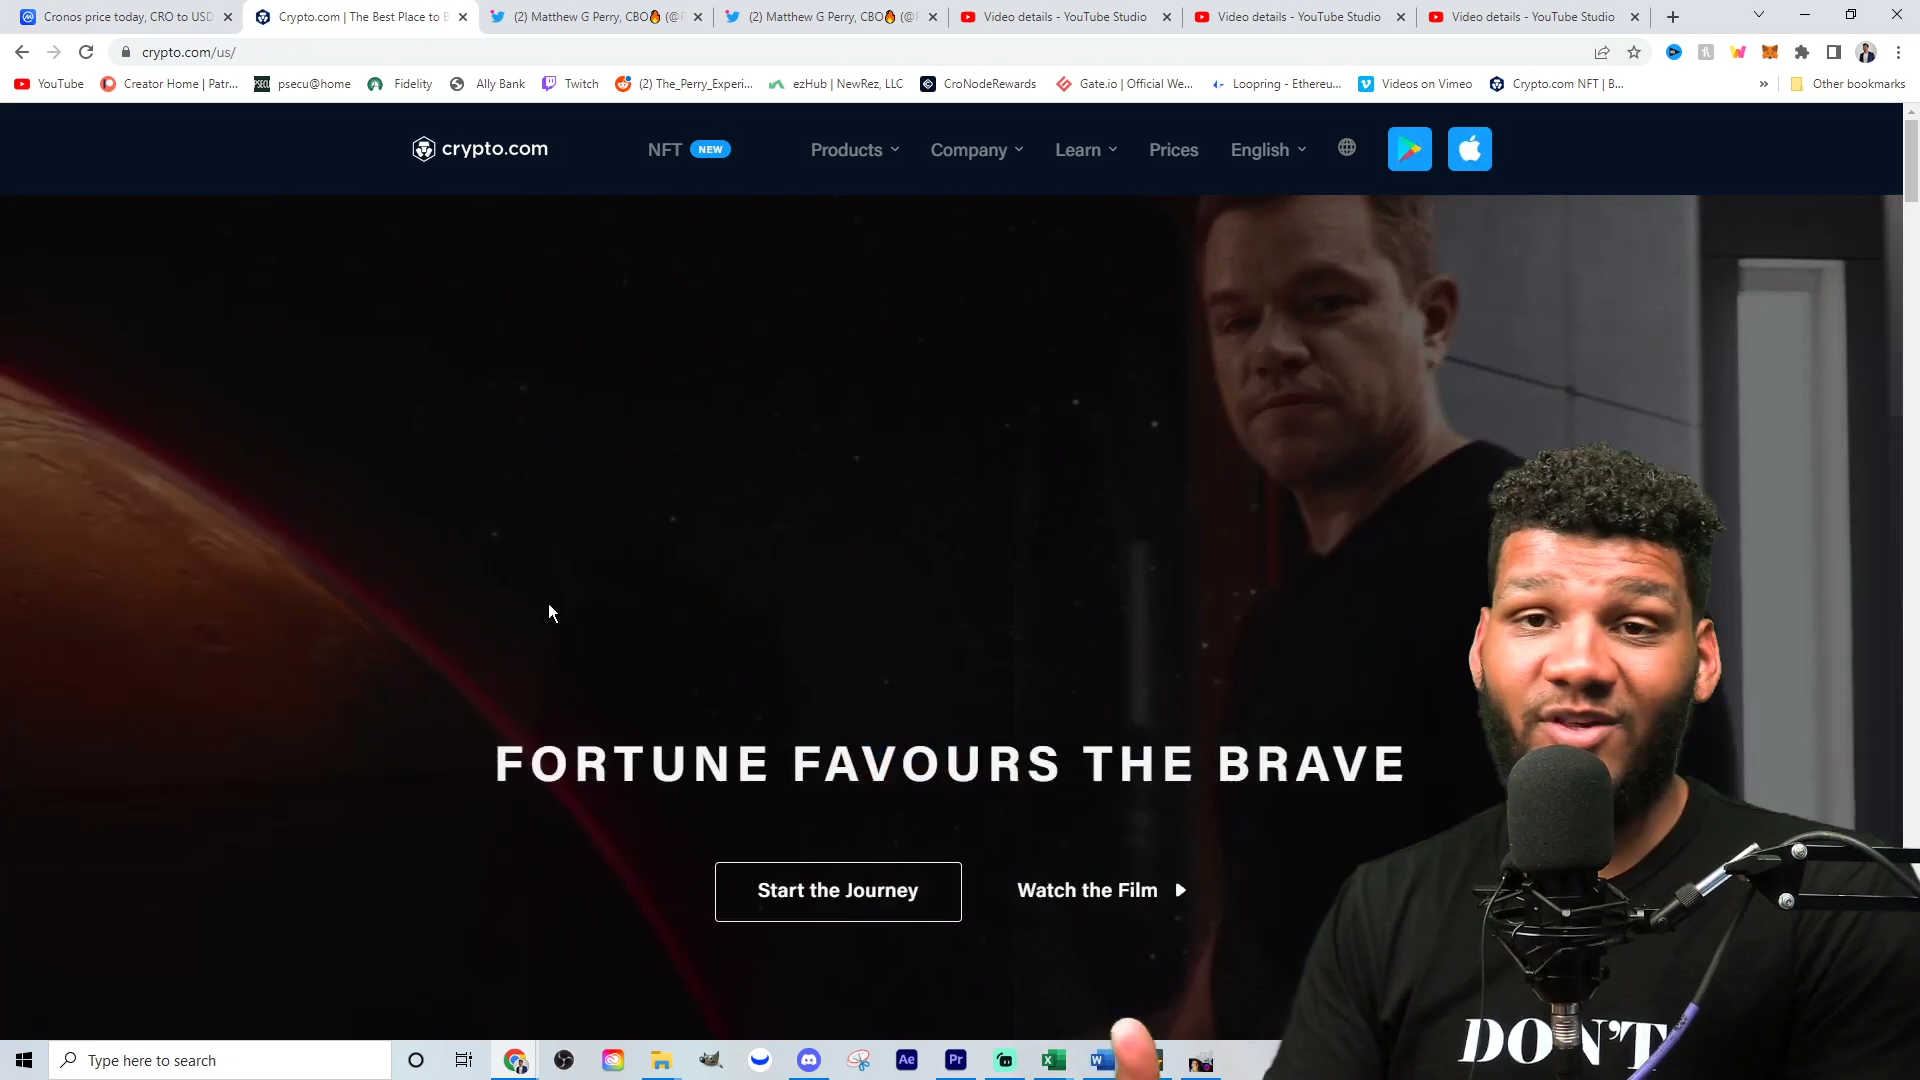 Cronos price today, CRO to USD
Crypto.com | The Best Place to B
(2) Matthew G Perry, CBO🔥 (@P
(2) Matthew G Perry, CBO🔥 (@P
Video details - YouTube Studio
Video details - YouTube Studio
Video details - YouTube Studio
crypto.com/us/
YouTube
Creator Home | Patr...
PSECU
psecu@home
Fidelity
Ally Bank
Twitch
(2) The_Perry_Experi...
ezHub | NewRez, LLC
CroNodeRewards
Gate.io | Official We...
Loopring - Ethereu...
Videos on Vimeo
Crypto.com NFT | B...
Other bookmarks
crypto.com
NFT NEW
Products
Company
Learn
Prices
English
FORTUNE FAVOURS THE BRAVE
Start the Journey
Watch the Film
DON'T
Type here to search
Ae
Pr